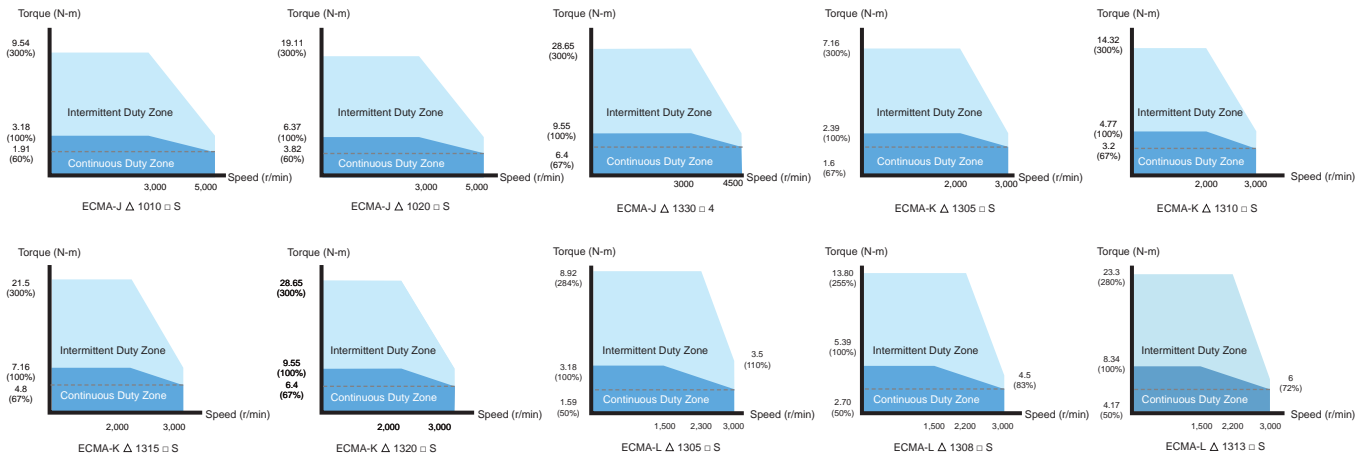 Torque (N-m)
9.54
(300%)
Intermittent Duty Zone
3.18
(100%)
1.91
(60%)
Continuous Duty Zone
Speed (r/min)
3,000
5,000
ECMA-J △ 1010 □ S
Torque (N-m)
19.11
(300%)
Intermittent Duty Zone
6.37
(100%)
3.82
(60%)
Continuous Duty Zone
Speed (r/min)
3,000
5,000
ECMA-J △ 1020 □ S
Torque (N-m)
28.65
(300%)
Intermittent Duty Zone
9.55
(100%)
6.4
(67%)
Continuous Duty Zone
Speed (r/min)
3000
4500
ECMA-J △ 1330 □ 4
Torque (N-m)
7.16
(300%)
Intermittent Duty Zone
2.39
(100%)
1.6
(67%)
Continuous Duty Zone
Speed (r/min)
2,000
3,000
ECMA-K △ 1305 □ S
Torque (N-m)
14.32
(300%)
Intermittent Duty Zone
4.77
(100%)
3.2
(67%)
Continuous Duty Zone
Speed (r/min)
2,000
3,000
ECMA-K △ 1310 □ S
Torque (N-m)
21.5
(300%)
Intermittent Duty Zone
7.16
(100%)
4.8
(67%)
Continuous Duty Zone
Speed (r/min)
2,000
3,000
ECMA-K △ 1315 □ S
Torque (N-m)
28.65
(300%)
Intermittent Duty Zone
9.55
(100%)
6.4
(67%)
Continuous Duty Zone
Speed (r/min)
2,000
3,000
ECMA-K △ 1320 □ S
Torque (N-m)
8.92
(284%)
Intermittent Duty Zone
3.5
(110%)
3.18
(100%)
1.59
(50%)
Continuous Duty Zone
Speed (r/min)
1,500
2,200
3,000
ECMA-L △ 1305 □ S
Torque (N-m)
13.80
(255%)
5.39
(100%)
Intermittent Duty Zone
4.5
(83%)
2.70
(50%)
Continuous Duty Zone
Speed (r/min)
1,500
2,200
3,000
ECMA-L △ 1308 □ S
Torque (N-m)
23.3
(280%)
Intermittent Duty Zone
8.34
(100%)
6
(72%)
4.17
(50%)
Continuous Duty Zone
Speed (r/min)
1,500
2,200
3,000
ECMA-L △ 1313 □ S